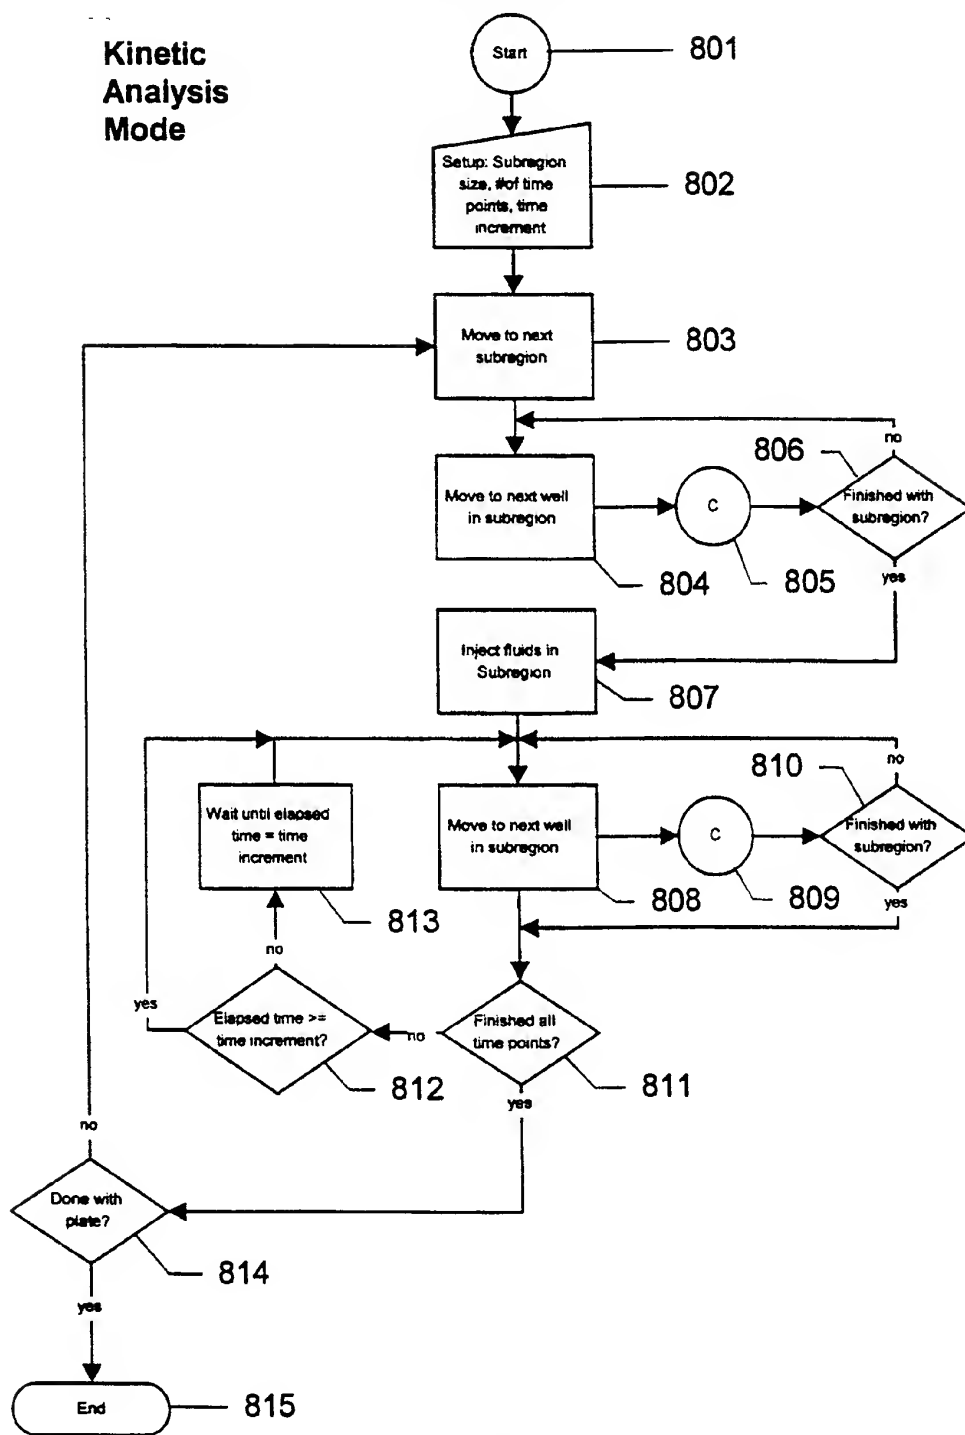 Kinetic
Analysis
Mode
Start
801
Setup: Subregion
size, #of time
points, time
increment
802
Move to next
subregion
803
no
806
Move to next well
in subregion
C
Finished with
subregion?
804
805
yes
Inject fluids in
Subregion
807
810
no
Wait until elapsed
time = time
increment
Move to next well
in subregion
C
Finished with
subregion?
813
808
809
yes
no
yes
Elapsed time >=
time increment?
no
Finished all
time points?
812
811
yes
no
Done with
plate?
814
yes
End
815